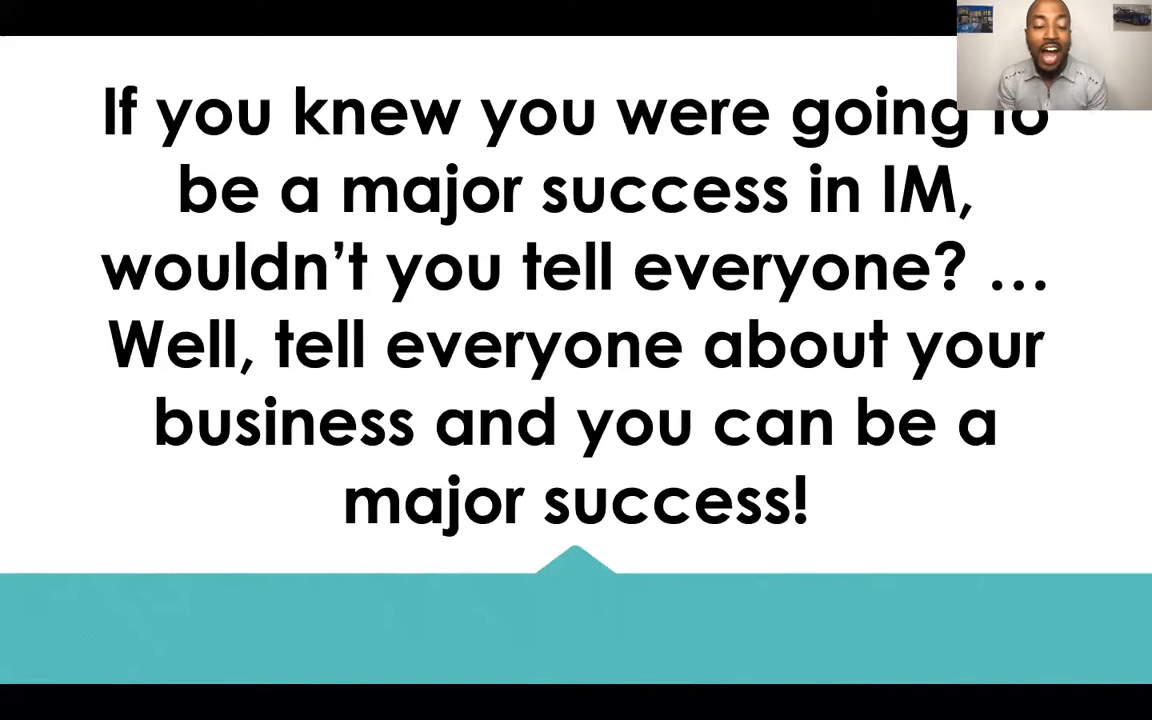 If you knew you were going to
be a major success in IM,
wouldn’t you tell everyone? …
Well, tell everyone about your
business and you can be a
major success!